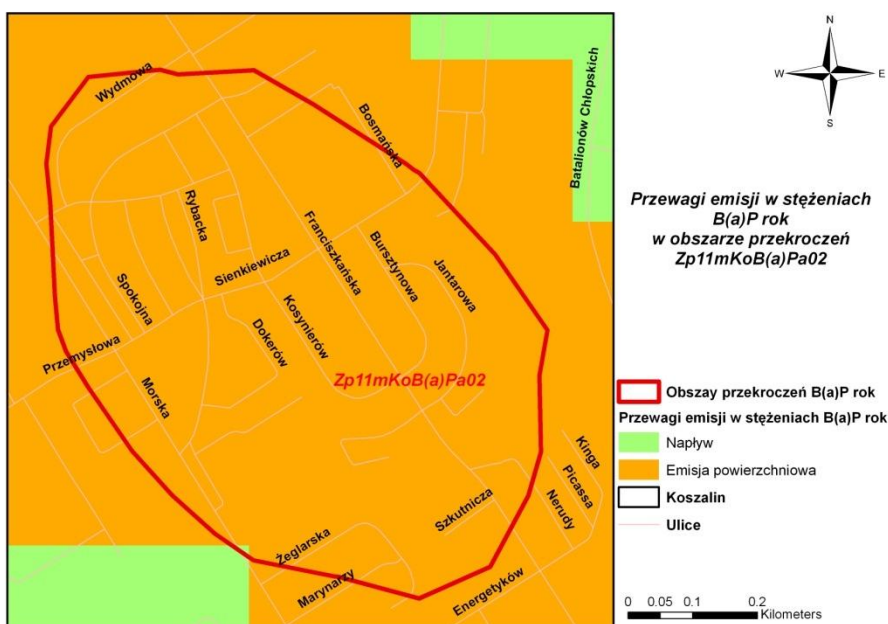 Wydmowa
Bosmańska
Batalionów Chłopskich
Rybacka
Franciszkańska
Sienkiewicza
Bursztynowa
Jantarowa
Spokojna
Kosynierów
Dokerów
Przemysłowa
Morska
Zp11mKoB(a)Pa02
Kinga
Picassa
Nerudy
Szkutnicza
Żeglarska
Marynarzy
Energetyków
N
W
E
S
Przewagi emisji w stężeniach
B(a)P rok
w obszarze przekroczeń
Zp11mKoB(a)Pa02
Obszay przekroczeń B(a)P rok
Przewagi emisji w stężeniach B(a)P rok
Napływ
Emisja powierzchniowa
Koszalin
Ulice
0 0.05 0.1 0.2
Kilometers